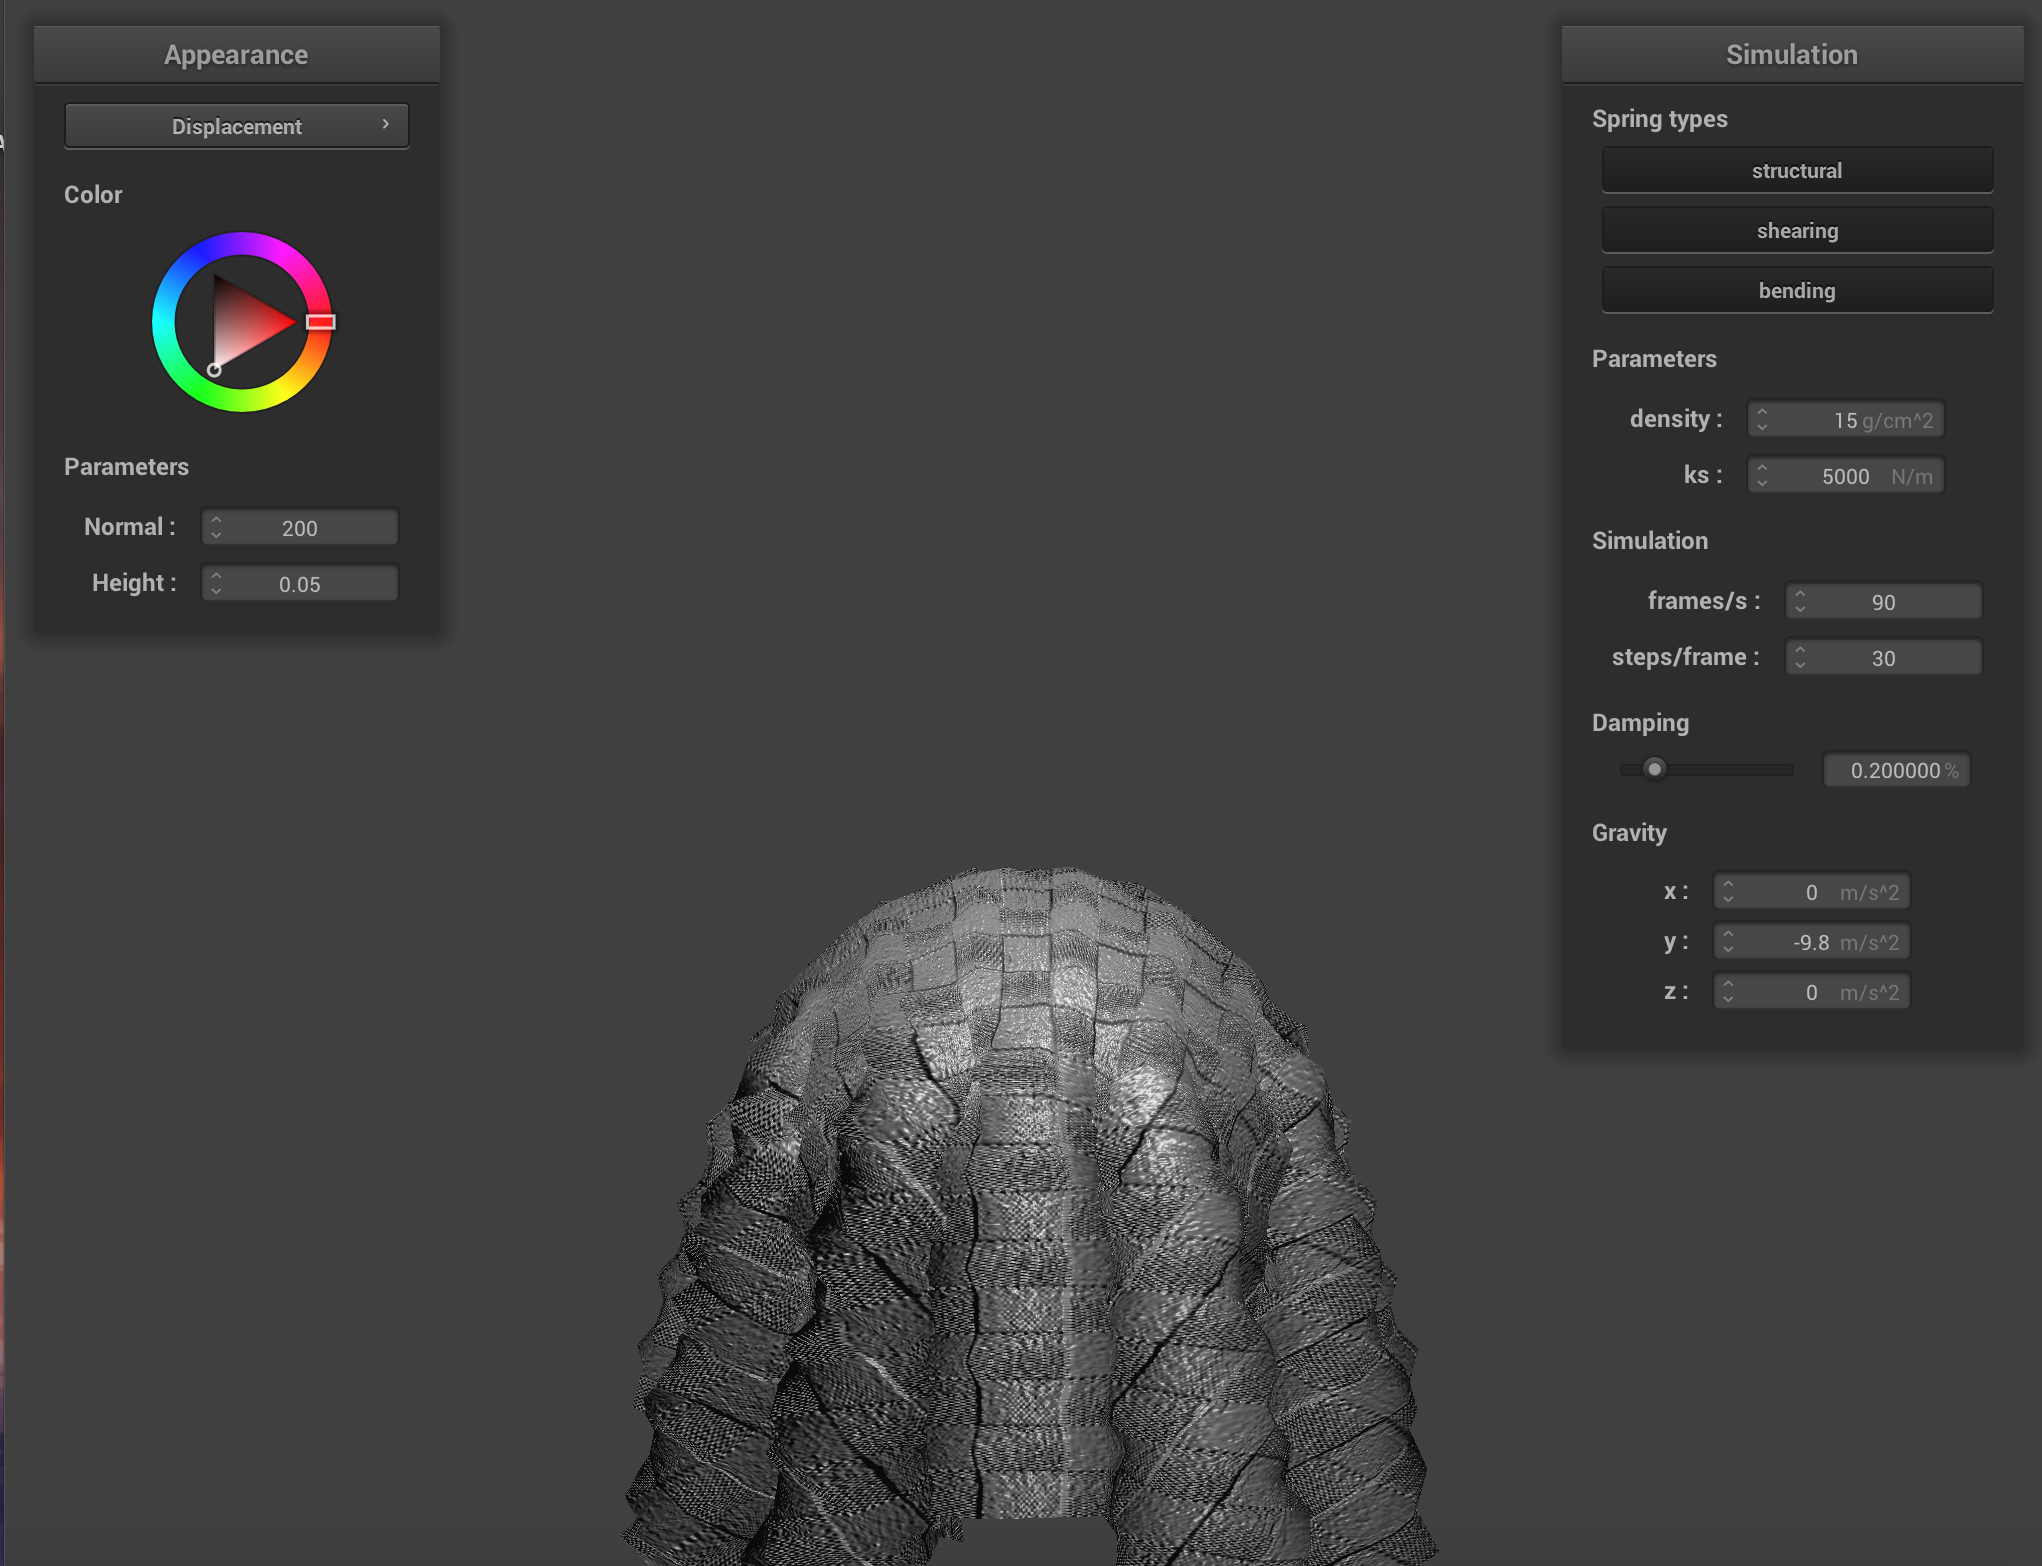 Appearance
Displacement
Color
Parameters
Normal : 200
Height : 0.05
Simulation
Spring types
structural
shearing
bending
Parameters
density : 15 g/cm^2
ks : 5000 N/m
Simulation
frames/s : 90
steps/frame : 30
Damping
0.200000 %
Gravity
x : 0 m/s^2
y : -9.8 m/s^2
z : 0 m/s^2